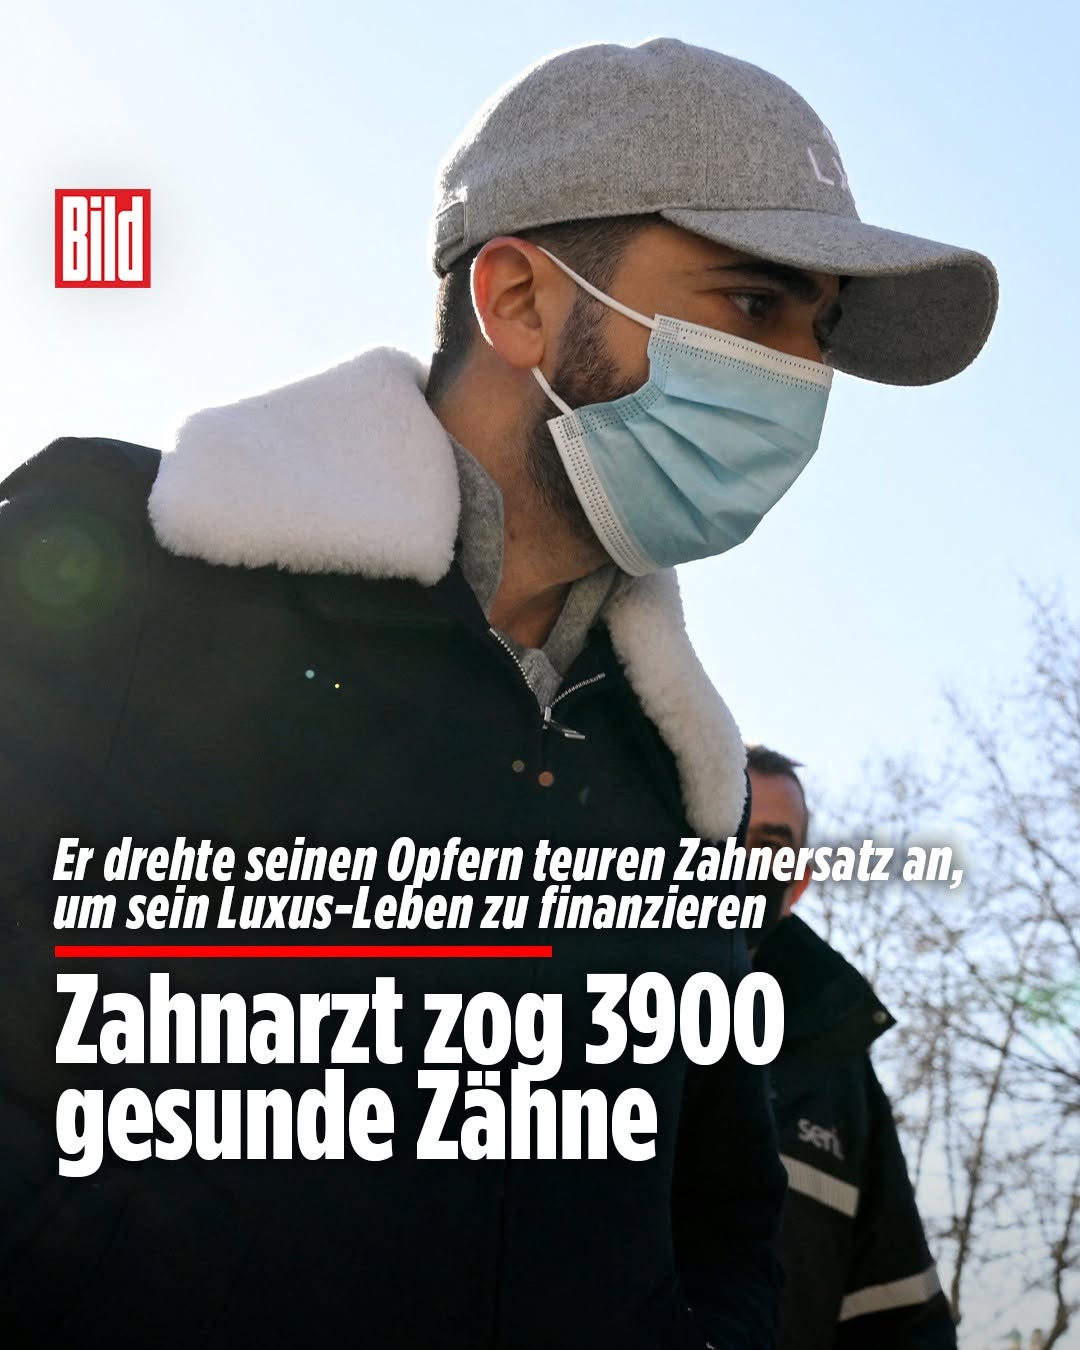 Bild
Er drehte seinen Opfern teuren Zahnersatz an,
um sein Luxus-Leben zu finanzieren
Zahnarzt zog 3900
gesunde Zähne